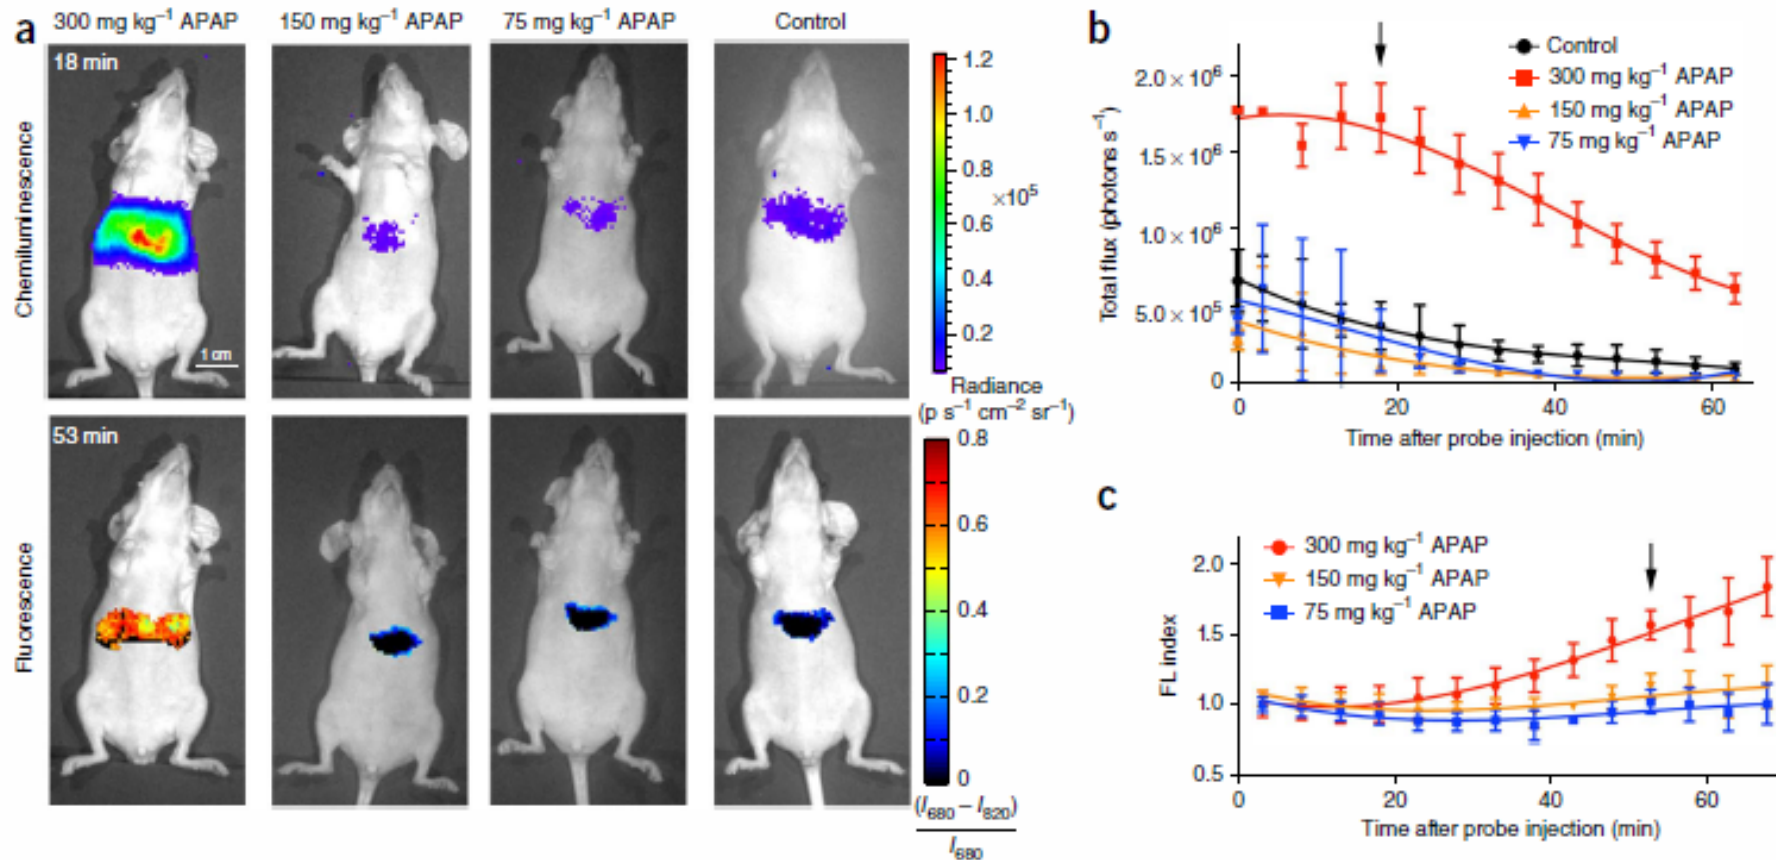 a
300 mg kg⁻¹ APAP
150 mg kg⁻¹ APAP
75 mg kg⁻¹ APAP
Control
18 min
Chemiluminescence
1 cm
1.2
1.0
0.8
×10⁵
0.6
0.4
0.2
Radiance
(p s⁻¹ cm⁻² sr⁻¹)
53 min
Fluorescence
0.8
0.6
0.4
0.2
0
(I₆₈₀ – I₈₂₀)
I₆₈₀
b
Control
300 mg kg⁻¹ APAP
150 mg kg⁻¹ APAP
75 mg kg⁻¹ APAP
Total flux (photons s⁻¹)
2.0 × 10⁶
1.5 × 10⁶
1.0 × 10⁶
5.0 × 10⁵
0
0 20 40 60
Time after probe injection (min)
c
300 mg kg⁻¹ APAP
150 mg kg⁻¹ APAP
75 mg kg⁻¹ APAP
FL index
2.0
1.5
1.0
0.5
0 20 40 60
Time after probe injection (min)